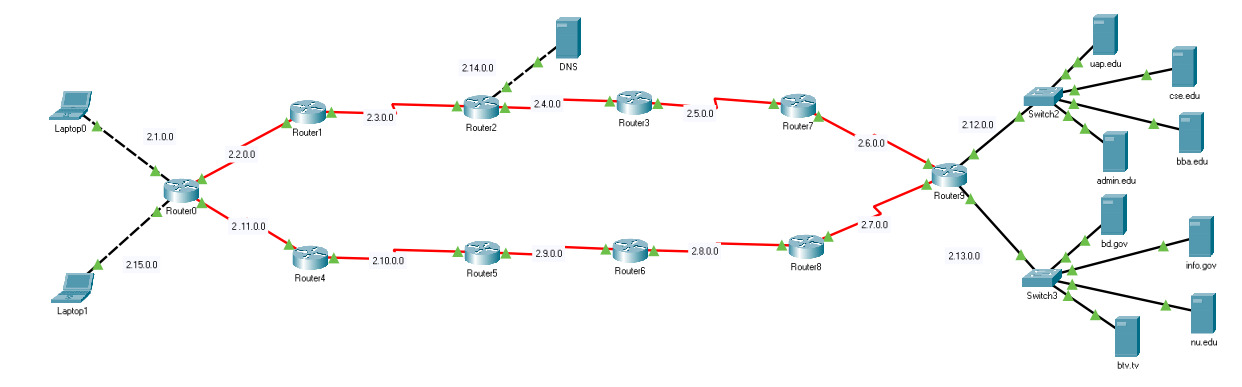 uap.edu
DNS
2.14.0.0
cse.edu
Laptop0
2.1.0.0
Router1
2.3.0.0
Router2
2.4.0.0
Router3
2.5.0.0
Router7
2.12.0.0
Switch2
bba.edu
2.2.0.0
2.6.0.0
admin.edu
Router0
Router9
2.11.0.0
2.7.0.0
bd.gov
Router4
2.10.0.0
Router5
2.9.0.0
Router6
2.8.0.0
Router8
2.13.0.0
info.gov
2.15.0.0
Switch3
Laptop1
nu.edu
btv.tv